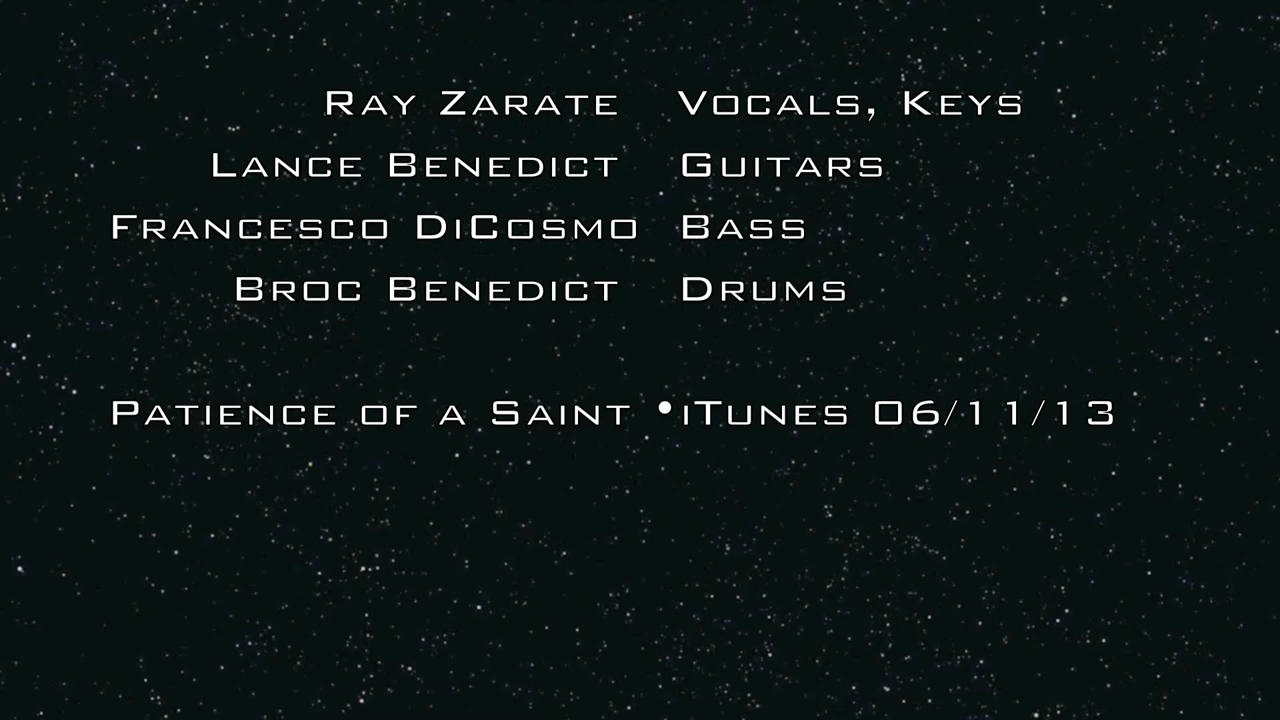 Ray Zarate Vocals, Keys
Lance Benedict Guitars
Francesco DiCosmo Bass
Broc Benedict Drums
Patience of a Saint •iTunes 06/11/13